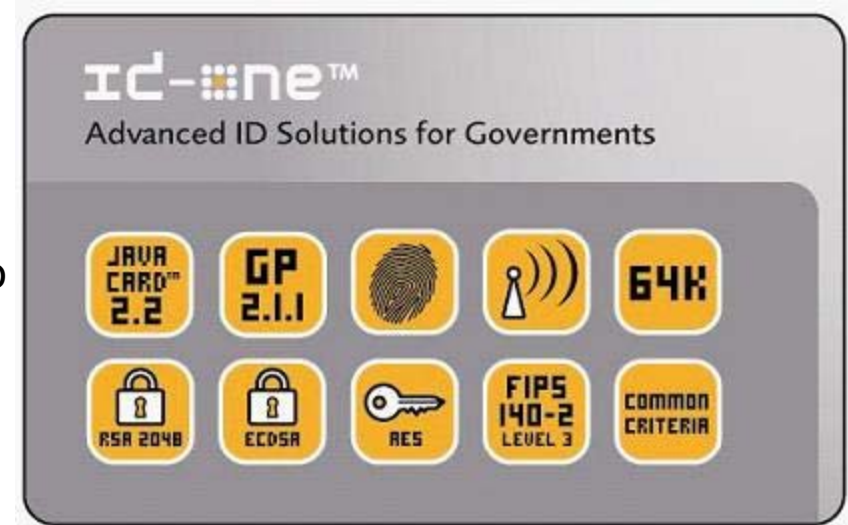 ID-one™
Advanced ID Solutions for Governments
JAVA CARD™ 2.2
GP 2.1.1
64K
RSA 2048
ECDSA
AES
FIPS 140-2 LEVEL 3
COMMON CRITERIA